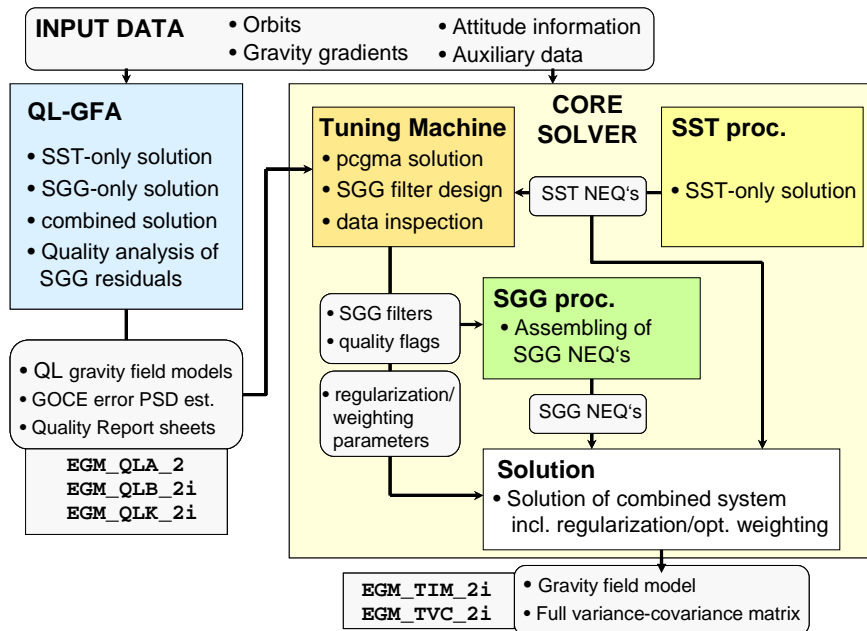 INPUT DATA
• Orbits
• Gravity gradients
• Attitude information
• Auxiliary data
QL-GFA
• SST-only solution
• SGG-only solution
• combined solution
• Quality analysis of
SGG residuals
• QL gravity field models
• GOCE error PSD est.
• Quality Report sheets
EGM_QLA_2
EGM_QLB_2i
EGM_QLK_2i
CORE
SOLVER
Tuning Machine
• pcgma solution
• SGG filter design
• data inspection
SST NEQ‘s
SST proc.
• SST-only solution
• SGG filters
• quality flags
SGG proc.
• Assembling of
SGG NEQ‘s
• regularization/
weighting
parameters
SGG NEQ‘s
Solution
• Solution of combined system
incl. regularization/opt. weighting
EGM_TIM_2i
EGM_TVC_2i
• Gravity field model
• Full variance-covariance matrix